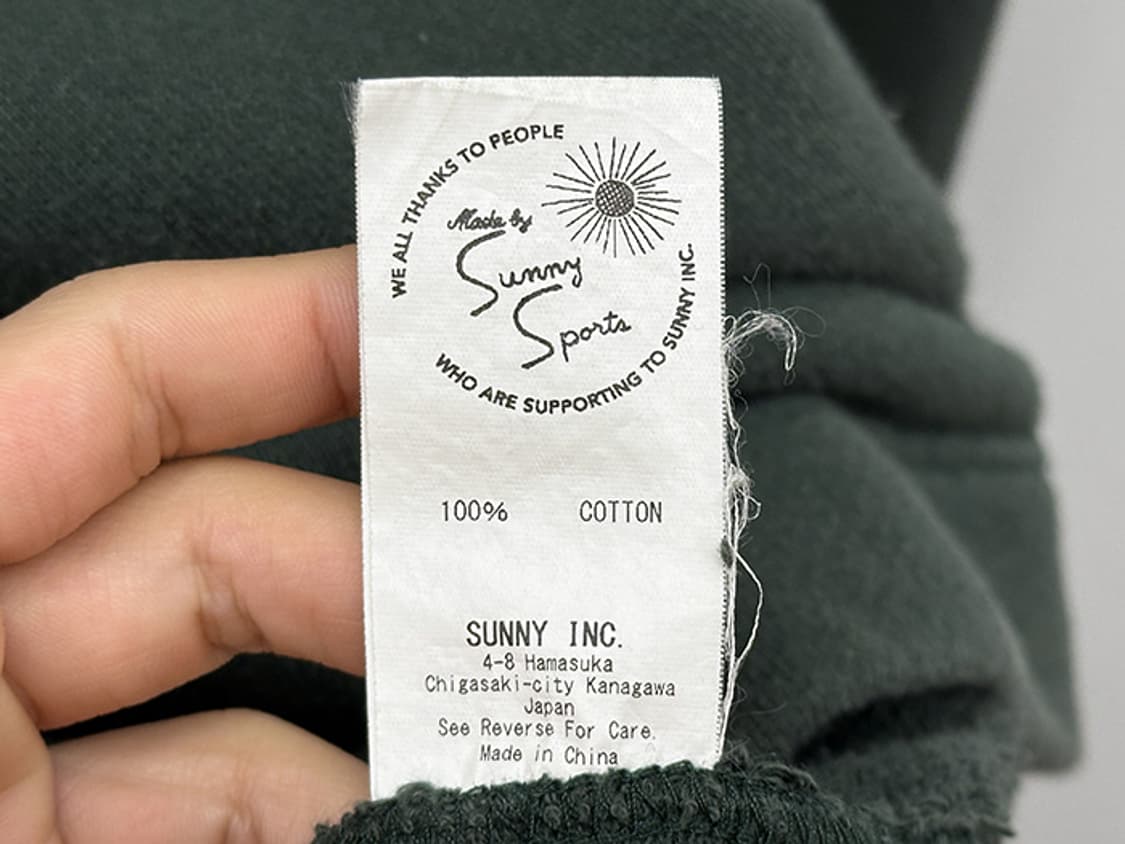 WE ALL THANKS TO PEOPLE
WHO ARE SUPPORTING TO SUNNY INC.
Made by
Sunny
Sports
100% COTTON
SUNNY INC.
4-8 Hamasuka
Chigasaki-city Kanagawa
Japan
See Reverse For Care.
Made in China